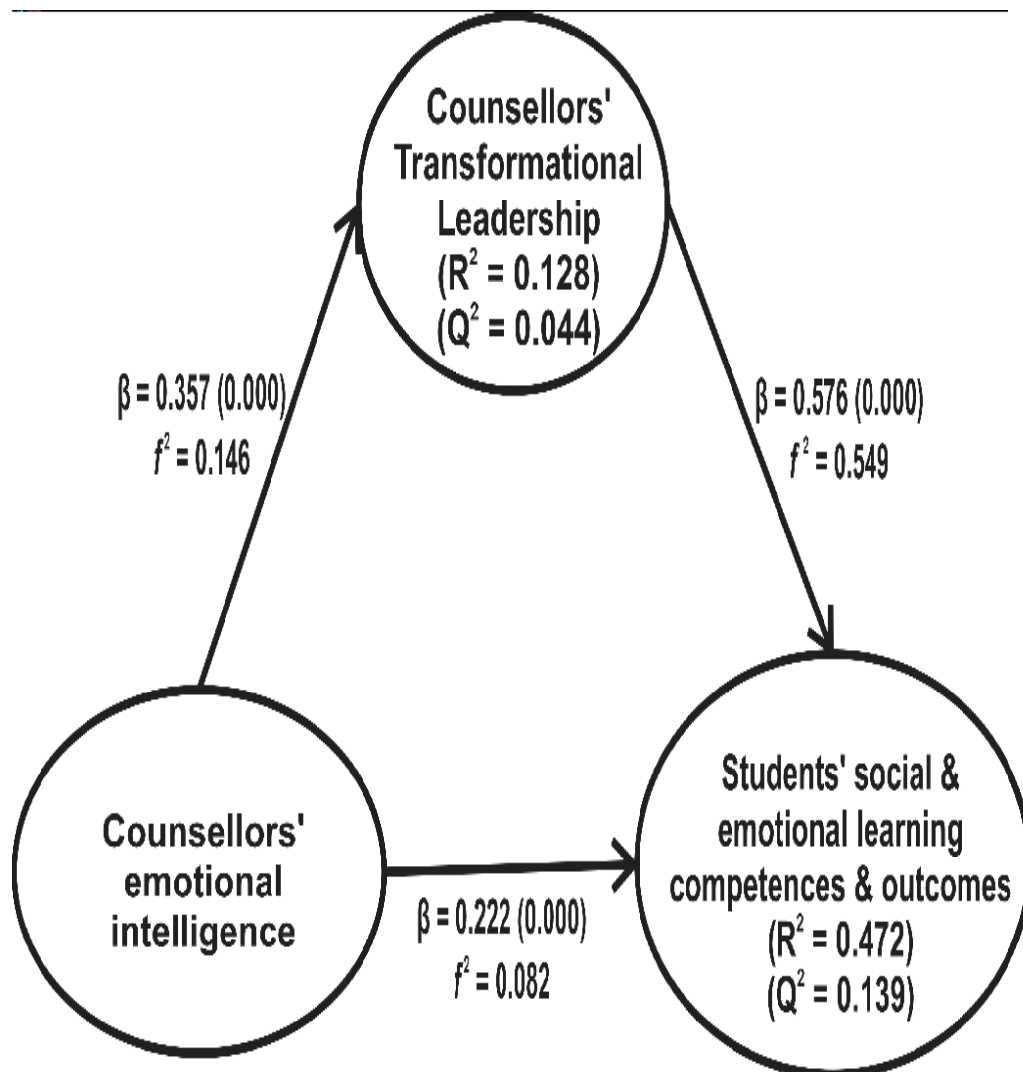 Counsellors'
Transformational
Leadership
(R² = 0.128)
(Q² = 0.044)
β = 0.357 (0.000)
f² = 0.146
β = 0.576 (0.000)
f² = 0.549
Counsellors'
emotional
intelligence
β = 0.222 (0.000)
f² = 0.082
Students' social &
emotional learning
competences & outcomes
(R² = 0.472)
(Q² = 0.139)